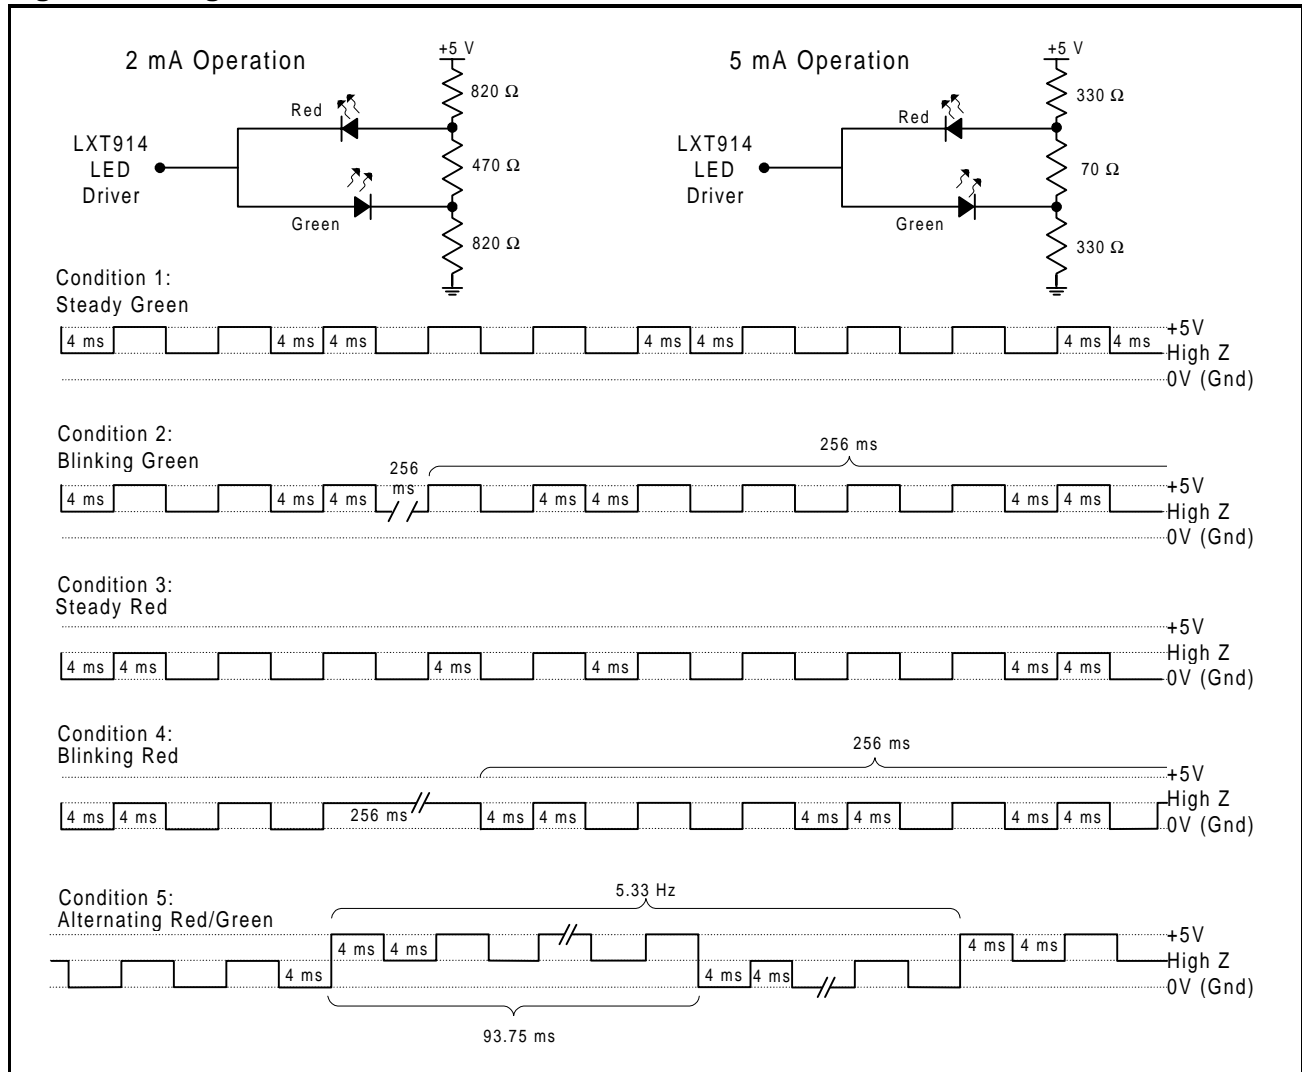 2 mA Operation
+5 V
820 Ω
Red
LXT914
LED
Driver
470 Ω
Green
820 Ω
5 mA Operation
+5 V
330 Ω
Red
LXT914
LED
Driver
70 Ω
Green
330 Ω
Condition 1:
Steady Green
4 ms 4 ms 4 ms 4 ms 4 ms 4 ms 4 ms
+5V
High Z
0V (Gnd)
Condition 2:
Blinking Green
256 ms
256
ms
4 ms 4 ms 4 ms 4 ms 4 ms 4 ms 4 ms
+5V
High Z
0V (Gnd)
Condition 3:
Steady Red
+5V
4 ms 4 ms 4 ms 4 ms 4 ms 4 ms
High Z
0V (Gnd)
Condition 4:
Blinking Red
256 ms
+5V
4 ms 4 ms 256 ms 4 ms 4 ms 4 ms 4 ms 4 ms 4 ms
High Z
0V (Gnd)
Condition 5:
Alternating Red/Green
5.33 Hz
4 ms 4 ms 4 ms 4 ms
+5V
High Z
4 ms 4 ms 4 ms
0V (Gnd)
93.75 ms